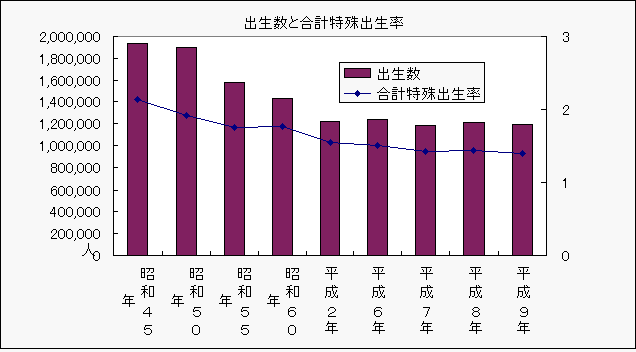 出生数と合計特殊出生率
2,000,000
1,800,000
1,600,000
1,400,000
1,200,000
1,000,000
800,000
600,000
400,000
200,000
0
人
3
2
1
0
出生数
合計特殊出生率
昭和45年
昭和50年
昭和55年
昭和60年
平成2年
平成6年
平成7年
平成8年
平成9年